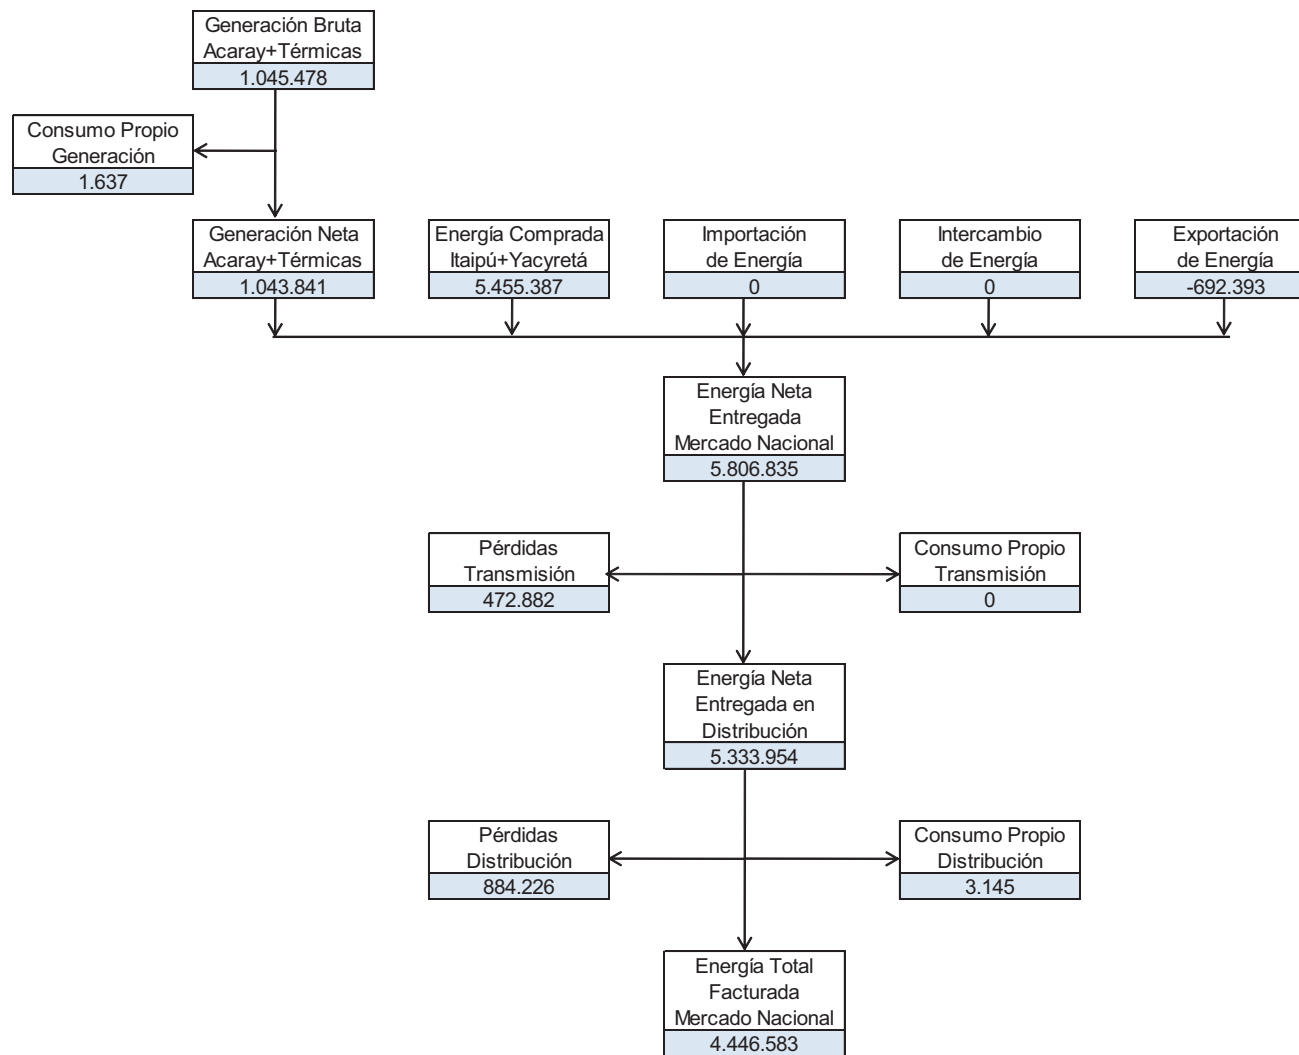 Generación Bruta
Acaray+Térmicas
1.045.478
Consumo Propio
Generación
1.637
Generación Neta
Acaray+Térmicas
1.043.841
Energía Comprada
Itaipú+Yacyretá
5.455.387
Importación
de Energía
0
Intercambio
de Energía
0
Exportación
de Energía
-692.393
Energía Neta
Entregada
Mercado Nacional
5.806.835
Pérdidas
Transmisión
472.882
Consumo Propio
Transmisión
0
Energía Neta
Entregada en
Distribución
5.333.954
Pérdidas
Distribución
884.226
Consumo Propio
Distribución
3.145
Energía Total
Facturada
Mercado Nacional
4.446.583